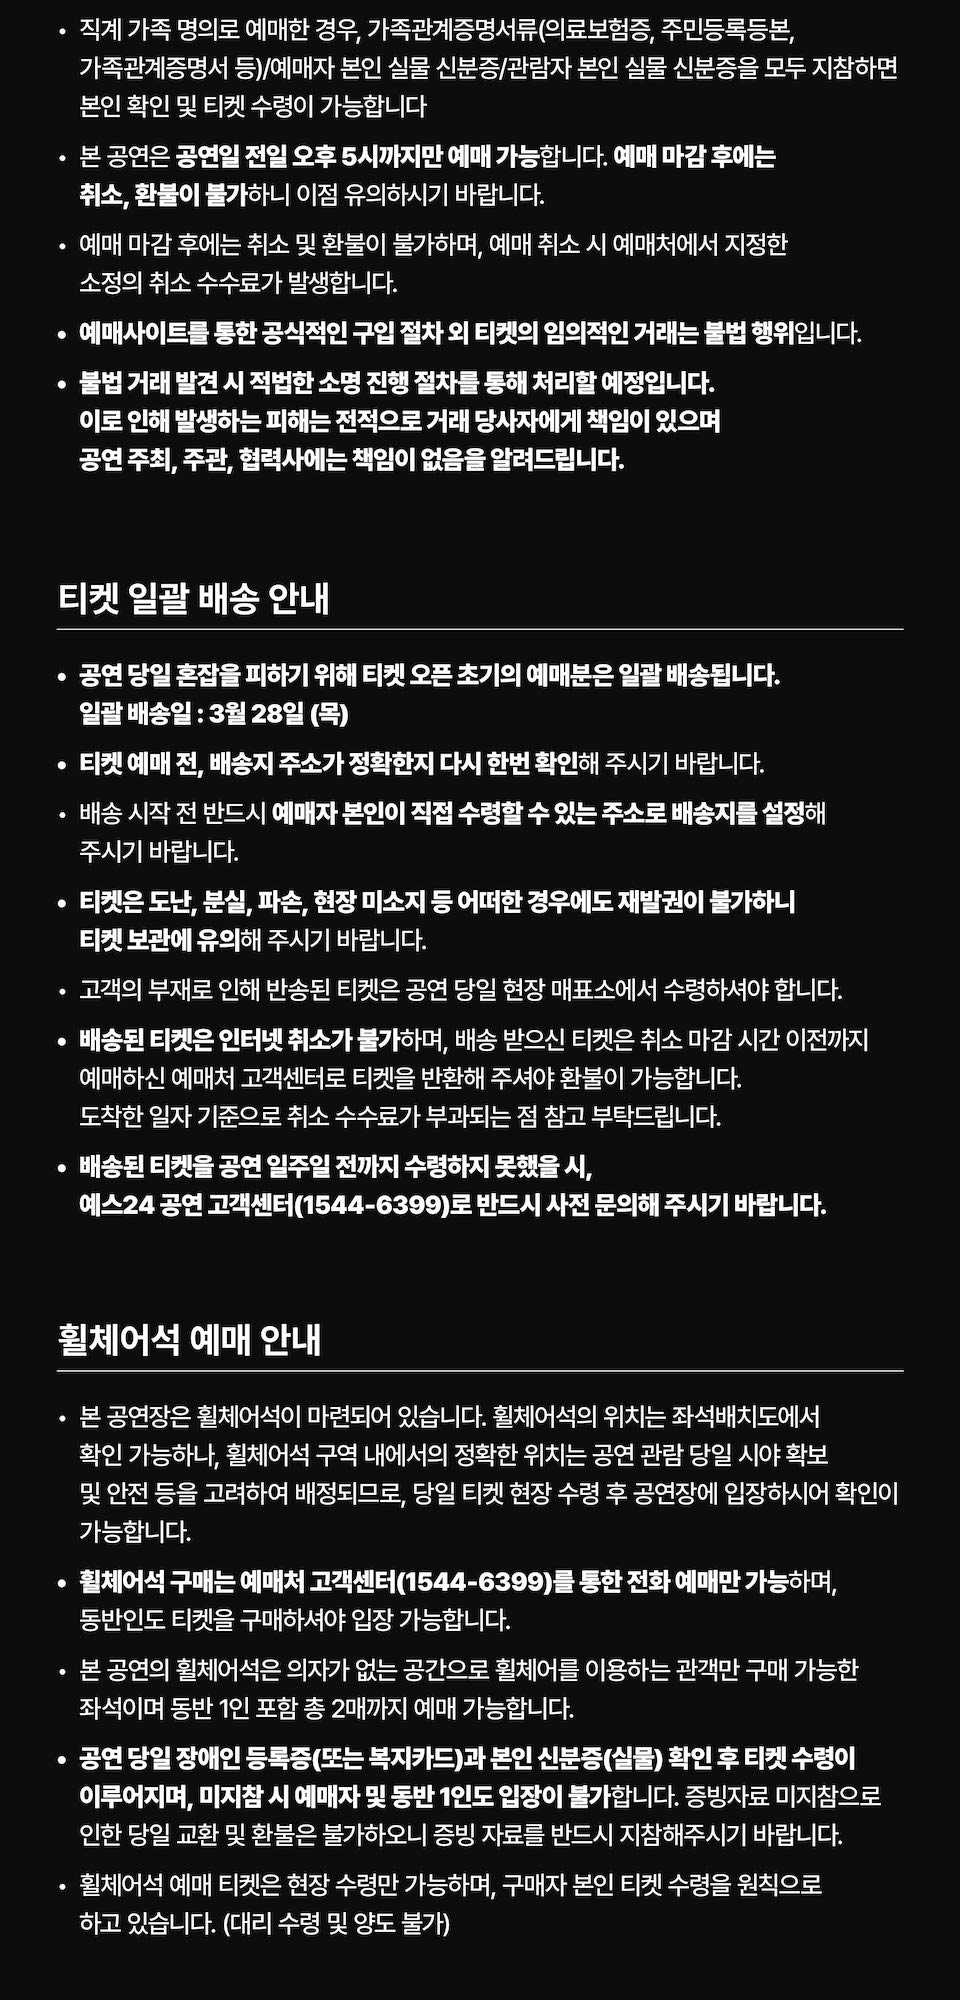 • 직계 가족 명의로 예매한 경우, 가족관계증명서류(의료보험증, 주민등록등본,
가족관계증명서 등)/예매자 본인 실물 신분증/관람자 본인 실물 신분증을 모두 지참하면
본인 확인 및 티켓 수령이 가능합니다
• 본 공연은 공연일 전일 오후 5시까지만 예매 가능합니다. 예매 마감 후에는
취소, 환불이 불가하니 이점 유의하시기 바랍니다.
• 예매 마감 후에는 취소 및 환불이 불가하며, 예매 취소 시 예매처에서 지정한
소정의 취소 수수료가 발생합니다.
• 예매사이트를 통한 공식적인 구입 절차 외 티켓의 임의적인 거래는 불법 행위입니다.
• 불법 거래 발견 시 적법한 소명 진행 절차를 통해 처리할 예정입니다.
이로 인해 발생하는 피해는 전적으로 거래 당사자에게 책임이 있으며
공연 주최, 주관, 협력사에는 책임이 없음을 알려드립니다.
티켓 일괄 배송 안내
• 공연 당일 혼잡을 피하기 위해 티켓 오픈 초기의 예매분은 일괄 배송됩니다.
일괄 배송일 : 3월 28일 (목)
• 티켓 예매 전, 배송지 주소가 정확한지 다시 한번 확인해 주시기 바랍니다.
• 배송 시작 전 반드시 예매자 본인이 직접 수령할 수 있는 주소로 배송지를 설정해
주시기 바랍니다.
• 티켓은 도난, 분실, 파손, 현장 미소지 등 어떠한 경우에도 재발권이 불가하니
티켓 보관에 유의해 주시기 바랍니다.
• 고객의 부재로 인해 반송된 티켓은 공연 당일 현장 매표소에서 수령하셔야 합니다.
• 배송된 티켓은 인터넷 취소가 불가하며, 배송 받으신 티켓은 취소 마감 시간 이전까지
예매하신 예매처 고객센터로 티켓을 반환해 주셔야 환불이 가능합니다.
도착한 일자 기준으로 취소 수수료가 부과되는 점 참고 부탁드립니다.
• 배송된 티켓을 공연 일주일 전까지 수령하지 못했을 시,
예스24 공연 고객센터(1544-6399)로 반드시 사전 문의해 주시기 바랍니다.
휠체어석 예매 안내
• 본 공연장은 휠체어석이 마련되어 있습니다. 휠체어석의 위치는 좌석배치도에서
확인 가능하나, 휠체어석 구역 내에서의 정확한 위치는 공연 관람 당일 시야 확보
및 안전 등을 고려하여 배정되므로, 당일 티켓 현장 수령 후 공연장에 입장하시어 확인이
가능합니다.
• 휠체어석 구매는 예매처 고객센터(1544-6399)를 통한 전화 예매만 가능하며,
동반인도 티켓을 구매하셔야 입장 가능합니다.
• 본 공연의 휠체어석은 의자가 없는 공간으로 휠체어를 이용하는 관객만 구매 가능한
좌석이며 동반 1인 포함 총 2매까지 예매 가능합니다.
• 공연 당일 장애인 등록증(또는 복지카드)과 본인 신분증(실물) 확인 후 티켓 수령이
이루어지며, 미지참 시 예매자 및 동반 1인도 입장이 불가합니다. 증빙자료 미지참으로
인한 당일 교환 및 환불은 불가하오니 증빙 자료를 반드시 지참해주시기 바랍니다.
• 휠체어석 예매 티켓은 현장 수령만 가능하며, 구매자 본인 티켓 수령을 원칙으로
하고 있습니다. (대리 수령 및 양도 불가)